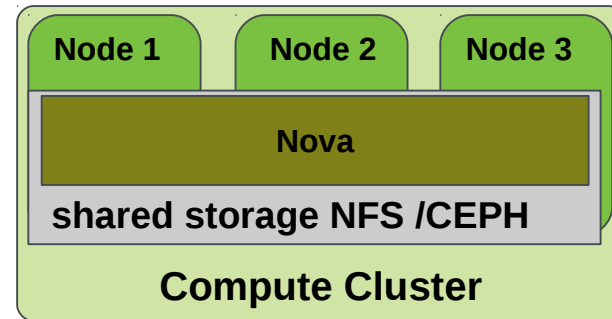 Node 1 Node 2 Node 3
Nova
shared storage NFS /CEPH
Compute Cluster